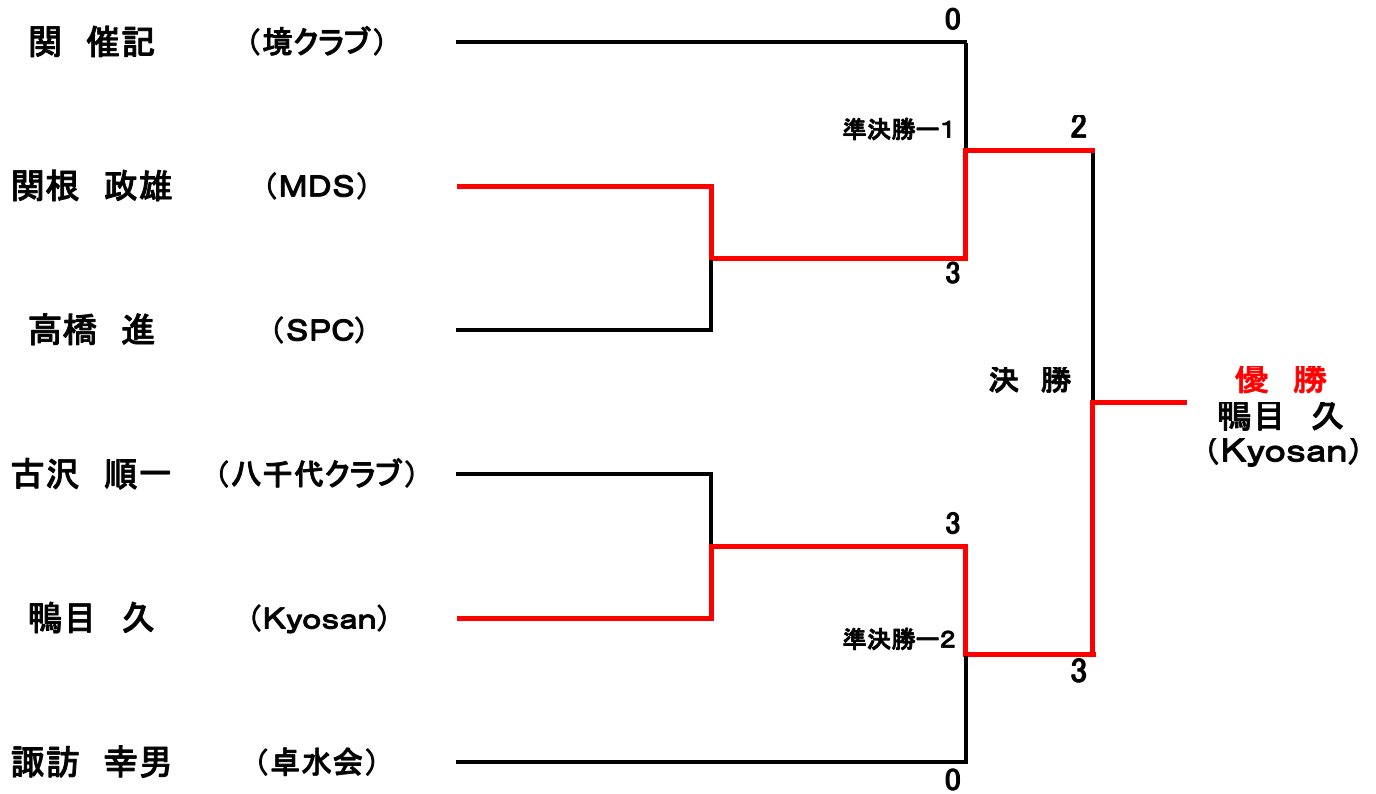 関　催記　（境クラブ）
0
準決勝ー1
2
関根　政雄　（MDS）
3
高橋　進　（SPC）
決　勝
優　勝
鴨目　久
（Kyosan）
古沢　順一　（八千代クラブ）
3
鴨目　久　（Kyosan）
準決勝ー2
3
諏訪　幸男　（卓水会）
0